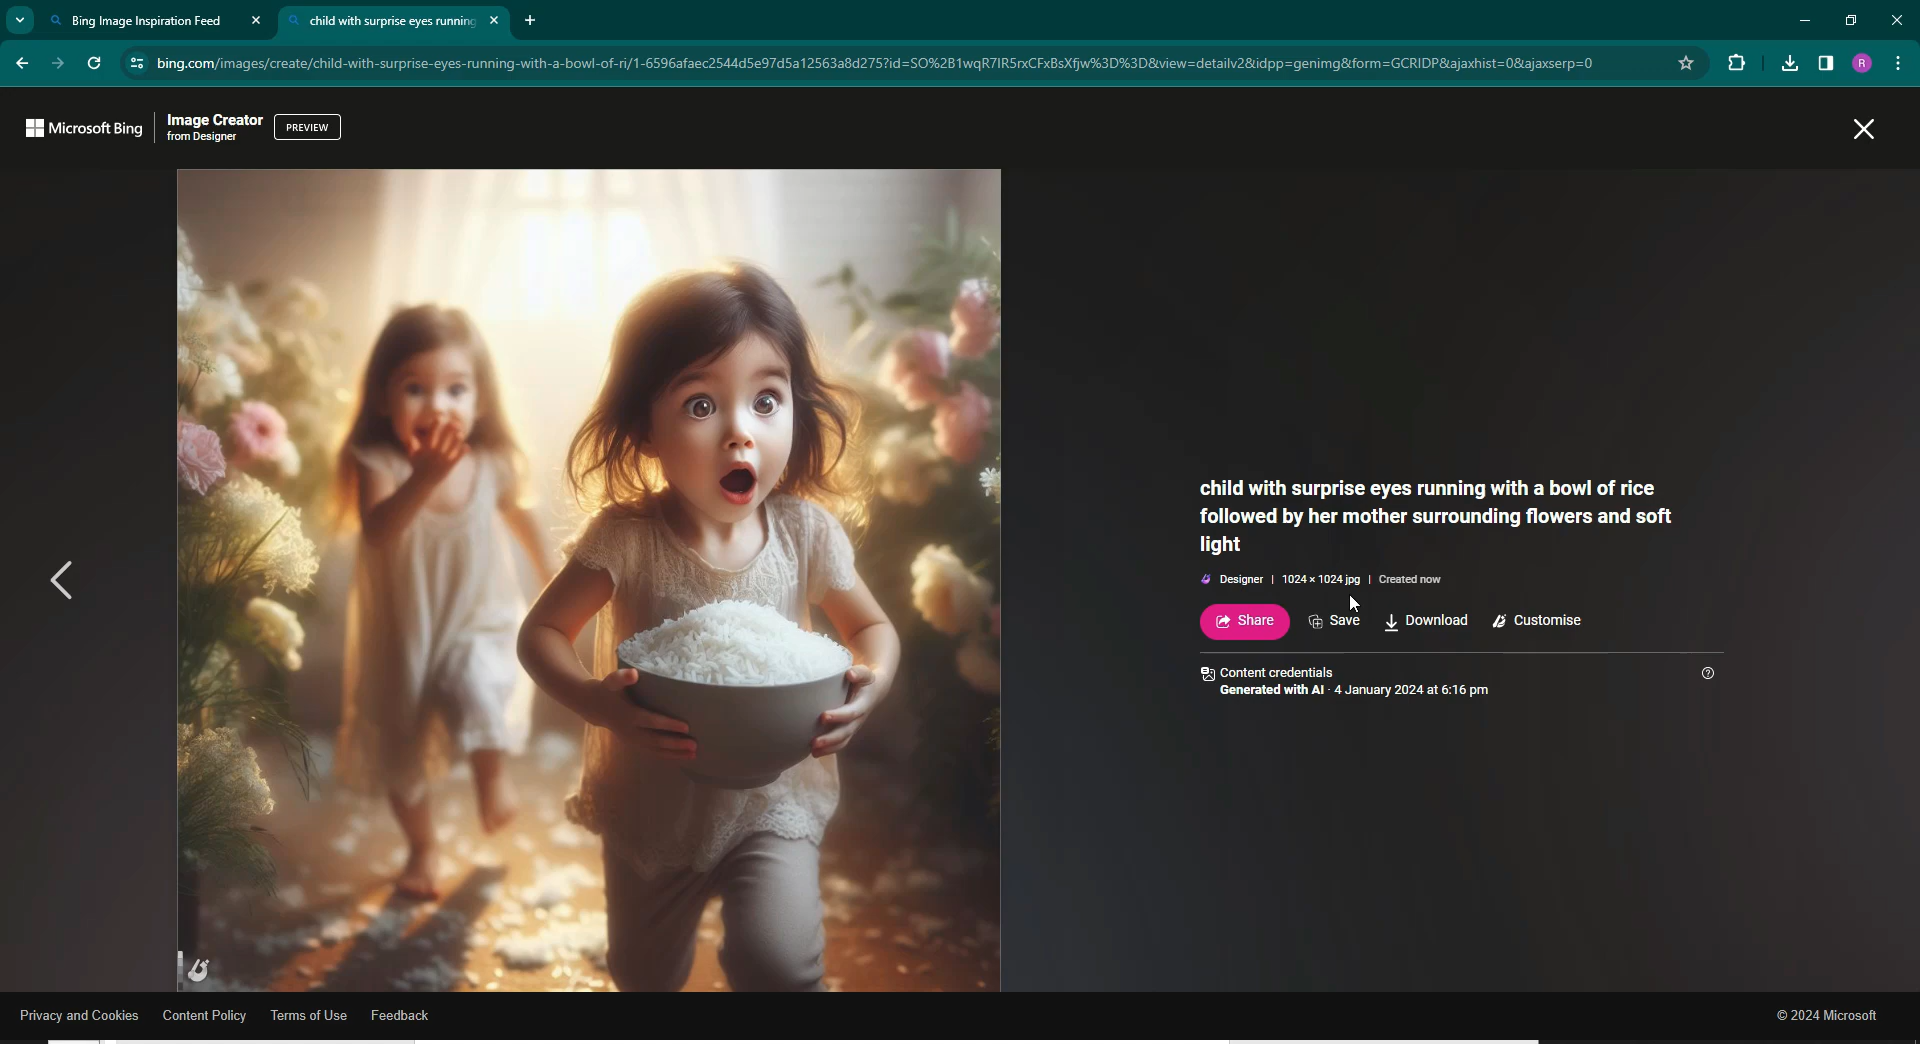 Bing Image Inspiration Feed
child with surprise eyes running
bing.com/images/create/child-with-surprise-eyes-running-with-a-bowl-of-ri/1-6596afaec2544d5e97d5a12563a8d275?id=SO%2B1wqR7IR5rxCFxBsXfjw%3D%3D&view=detailv2&idpp=genimg&form=GCRIDP&ajaxhist=0&ajaxserp=0
R
Microsoft Bing
Image Creator
from Designer
PREVIEW
child with surprise eyes running with a bowl of rice
followed by her mother surrounding flowers and soft
light
Designer | 1024 × 1024 jpg | Created now
Share Save Download Customise
Content credentials
Generated with AI · 4 January 2024 at 6:16 pm
Privacy and Cookies Content Policy Terms of Use Feedback
© 2024 Microsoft